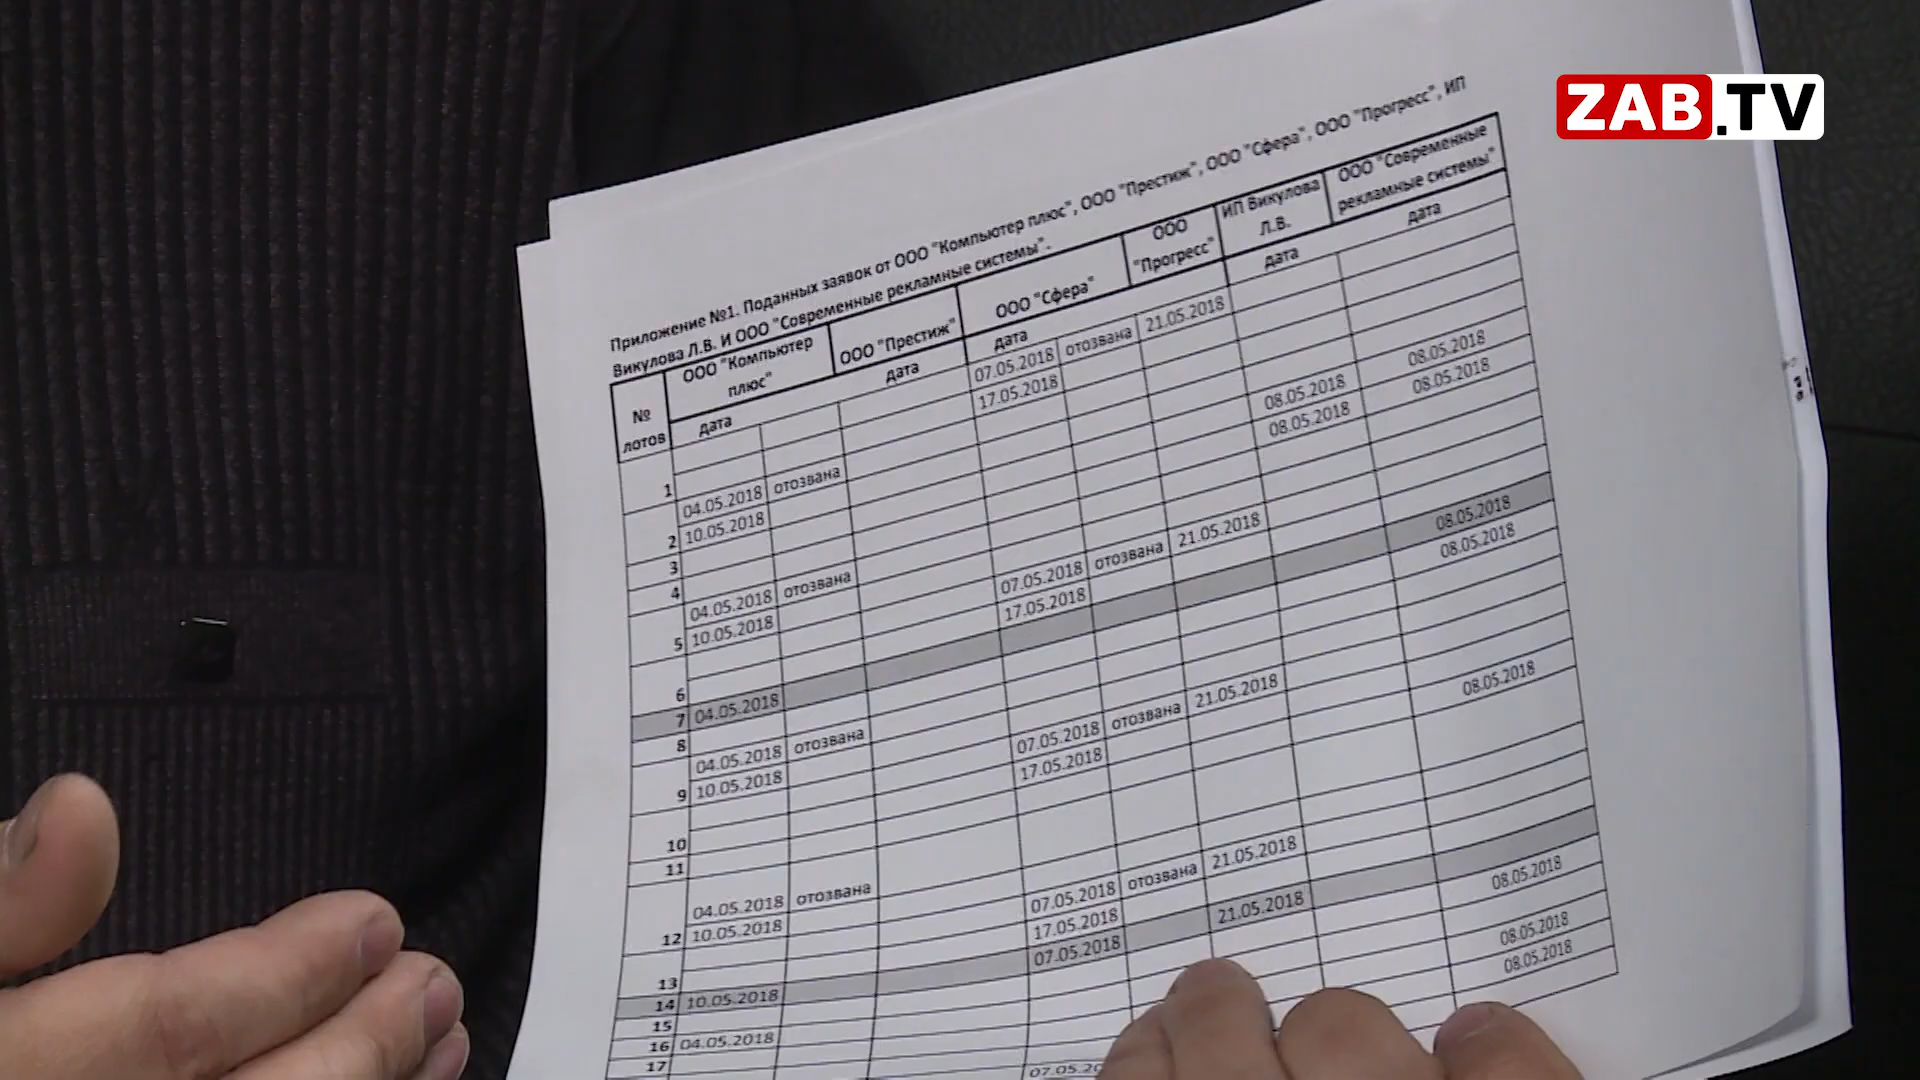 ZAB.TV
Приложение №1. Поданных заявок от ООО "Компьютер плюс", ООО "Престиж", ООО "Сфера", ООО "Прогресс", ИП
Викулова Л.В. И ООО "Современные рекламные системы".
№ лотов
ООО "Компьютер плюс"
ООО "Престиж"
ООО "Сфера"
ООО "Прогресс"
ИП Викулова Л.В.
ООО "Современные рекламные системы"
дата дата дата дата дата
07.05.2018 отозвана 21.05.2018
1 17.05.2018
04.05.2018 отозвана
2 10.05.2018
3 08.05.2018 08.05.2018
4 08.05.2018 08.05.2018
04.05.2018 отозвана
5 10.05.2018
07.05.2018 отозвана 21.05.2018
6 17.05.2018
7 04.05.2018 08.05.2018
8 08.05.2018
04.05.2018 отозвана
9 10.05.2018
07.05.2018 отозвана 21.05.2018
10 17.05.2018
11 08.05.2018
04.05.2018 отозвана
12 10.05.2018
07.05.2018 отозвана 21.05.2018
13 17.05.2018
14 10.05.2018 07.05.2018 21.05.2018
15 08.05.2018
16 04.05.2018
17 08.05.2018
08.05.2018